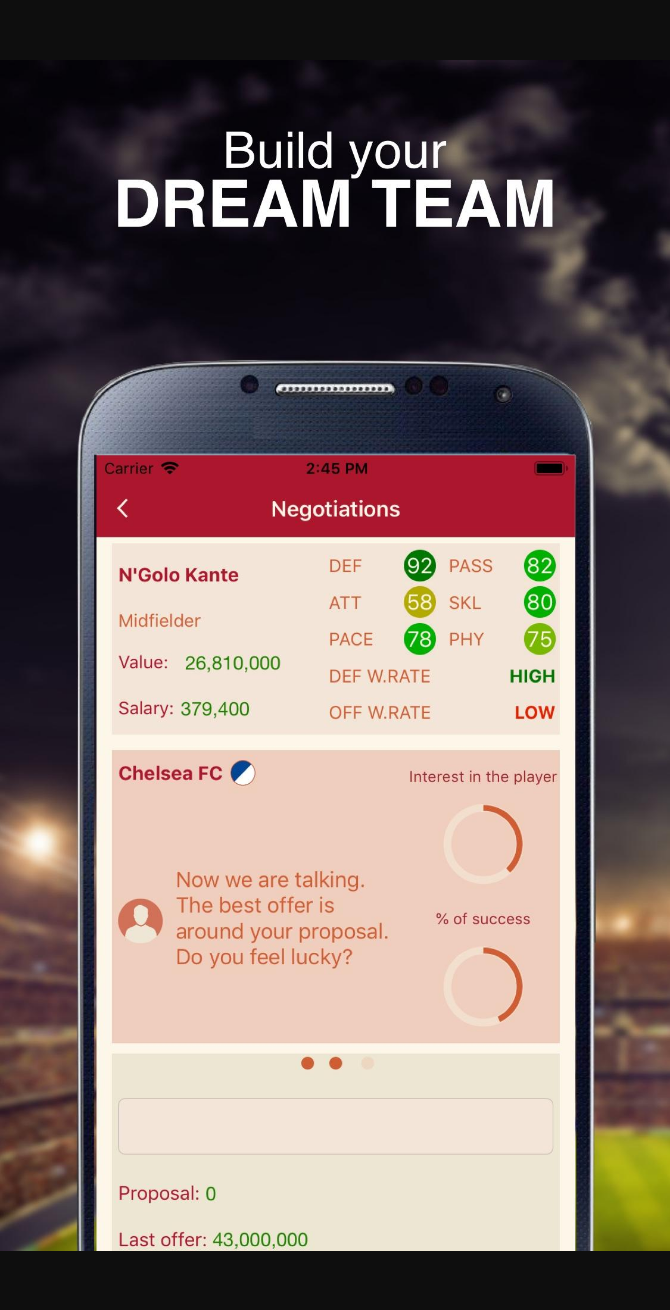 Build your
DREAM TEAM
Carrier 2:45 PM
Negotiations
N'Golo Kante
Midfielder
Value: 26,810,000
Salary: 379,400
DEF 92 PASS 82
ATT 58 SKL 80
PACE 78 PHY 75
DEF W.RATE HIGH
OFF W.RATE LOW
Chelsea FC
Interest in the player
Now we are talking.
The best offer is
around your proposal.
Do you feel lucky?
% of success
Proposal: 0
Last offer: 43,000,000